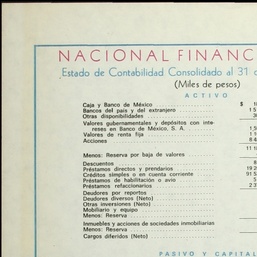 NACIONAL FINANC
Estado de Contabilidad Consolidado al 31 d
(Miles de pesos)
ACTIVO
Caja y Banco de México $
Bancos del país y del extranjero
Otras disponibilidades
Valores gubernamentales y depósitos con inte-
reses en Banco de México, S. A.
Valores de renta fija
Acciones
Menos: Reserva por baja de valores
Descuentos
Préstamos directos y prendarios
Créditos simples o en cuenta corriente
Préstamos de habilitación o avío
Préstamos refaccionarios
Deudores por reportos
Deudores diversos (Neto)
Otras inversiones (Neto)
Mobiliario y equipo
Menos: Reserva
Inmuebles y acciones de sociedades inmobiliarias
Menos: Reserva
Cargos diferidos (Neto)
PASIVO Y CAPITAL